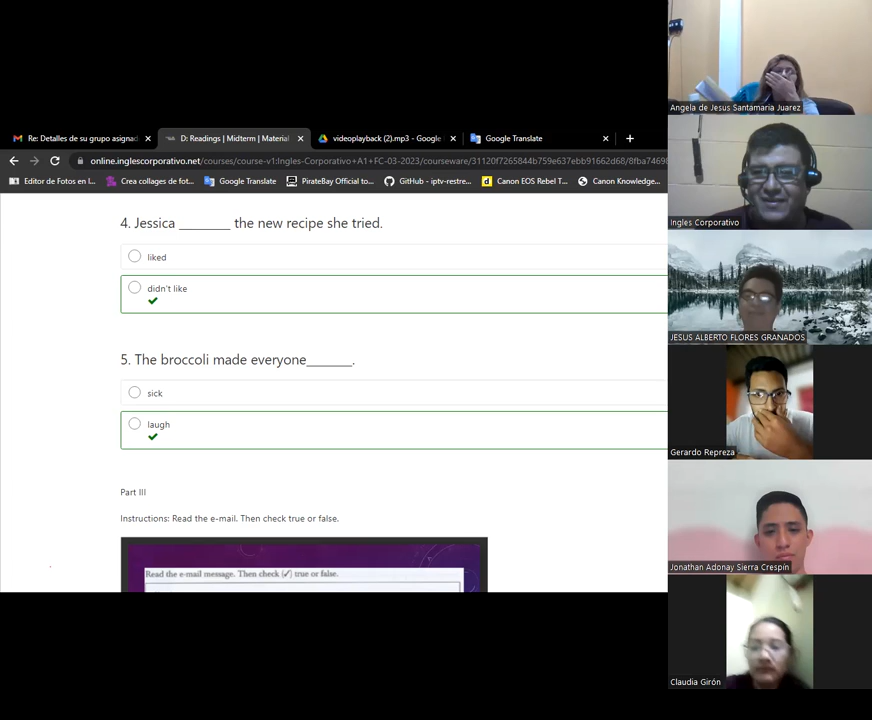 Re: Detalles de su grupo asignad
D: Readings | Midterm | Material
videoplayback (2).mp3 - Google
Google Translate
online.inglescorporativo.net/courses/course-v1:Ingles-Corporativo+A1+FC-03-2023/courseware/31120f7265844b759e637ebb91662d68/8fba7469
Editor de Fotos en l...
Crea collages de fot...
Google Translate
PirateBay Official to...
GitHub - iptv-restre...
Canon EOS Rebel T...
Canon Knowledge...
4. Jessica ________ the new recipe she tried.
liked
didn't like
5. The broccoli made everyone_______.
sick
laugh
Part III
Instructions: Read the e-mail. Then check true or false.
Read the e-mail message. Then check (✓) true or false.
Angela de Jesus Santamaria Juarez
Ingles Corporativo
JESUS ALBERTO FLORES GRANADOS
Gerardo Repreza
Jonathan Adonay Sierra Crespín
Claudia Girón